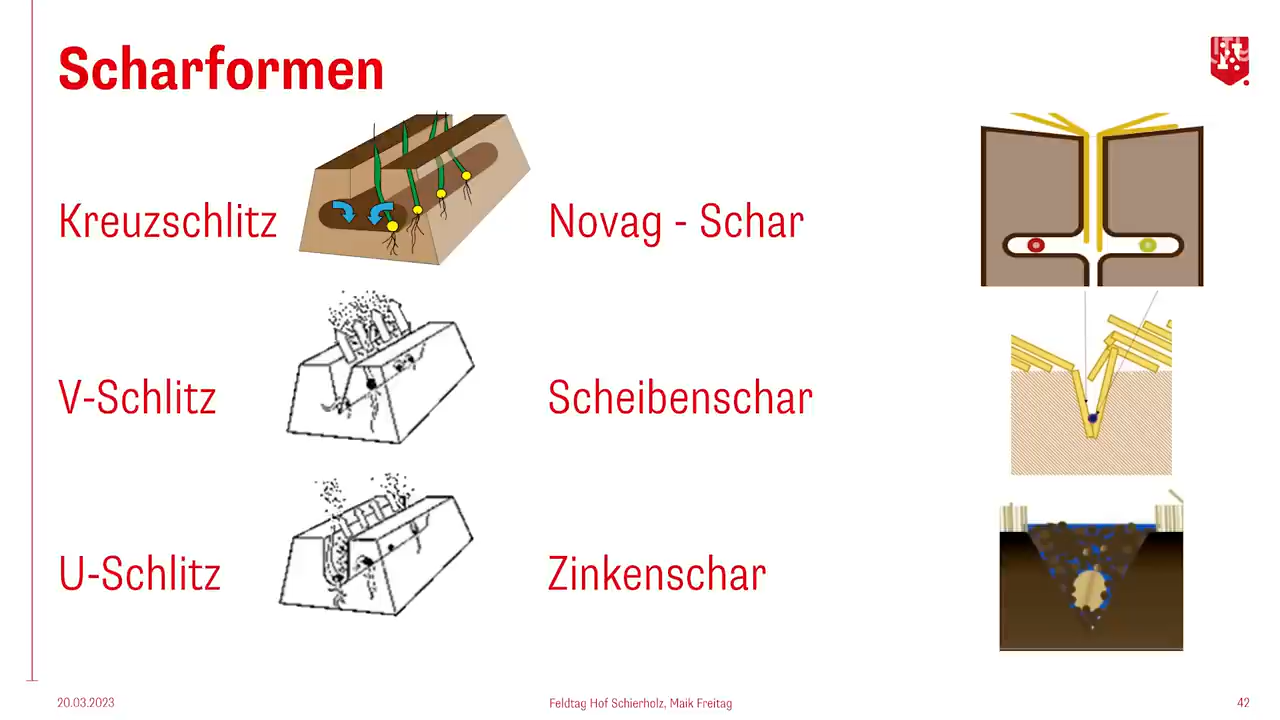 Scharformen
Kreuzschlitz
Novag - Schar
V-Schlitz
Scheibenschar
U-Schlitz
Zinkenschar
20.03.2023
Feldtag Hof Schierholz, Maik Freitag
42